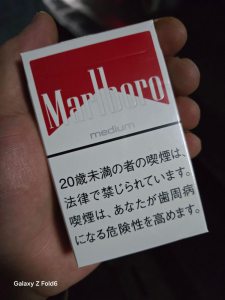 Marlboro
medium
20歳未満の者の喫煙は、
法律で禁じられています。
喫煙は、あなたが歯周病
になる危険性を高めます。
Galaxy Z Fold6